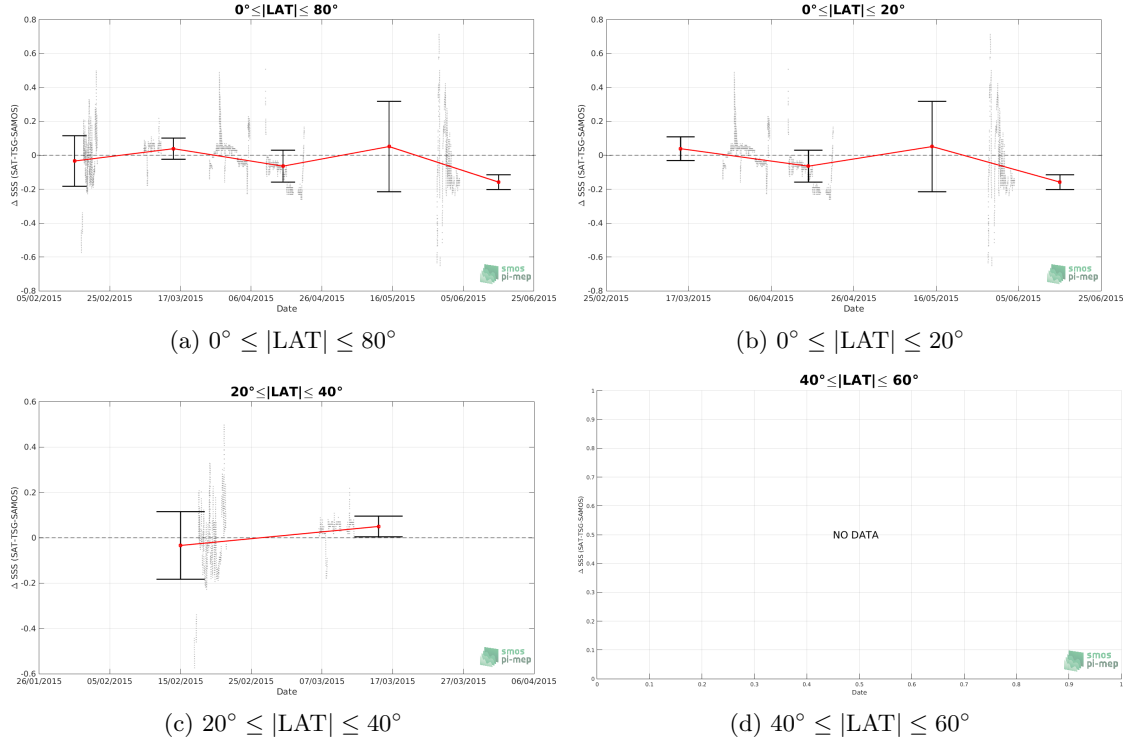 0°≤|LAT|≤ 80°
Δ SSS (SAT-TSG-SAMOS)
0.8
0.6
0.4
0.2
0
-0.2
-0.4
-0.6
-0.8
05/02/2015 25/02/2015 17/03/2015 06/04/2015 26/04/2015 16/05/2015 05/06/2015 25/06/2015
Date
smos
pi-mep
(a) 0° ≤ |LAT| ≤ 80°
0°≤|LAT|≤ 20°
Δ SSS (SAT-TSG-SAMOS)
0.8
0.6
0.4
0.2
0
-0.2
-0.4
-0.6
-0.8
25/02/2015 17/03/2015 06/04/2015 26/04/2015 16/05/2015 05/06/2015 25/06/2015
Date
smos
pi-mep
(b) 0° ≤ |LAT| ≤ 20°
20°≤|LAT|≤ 40°
Δ SSS (SAT-TSG-SAMOS)
0.6
0.4
0.2
0
-0.2
-0.4
-0.6
26/01/2015 05/02/2015 15/02/2015 25/02/2015 07/03/2015 17/03/2015 27/03/2015 06/04/2015
Date
smos
pi-mep
(c) 20° ≤ |LAT| ≤ 40°
40°≤|LAT|≤ 60°
Δ SSS (SAT-TSG-SAMOS)
1
0.9
0.8
0.7
0.6
0.5
0.4
0.3
0.2
0.1
0
NO DATA
0 0.1 0.2 0.3 0.4 0.5 0.6 0.7 0.8 0.9 1
Date
smos
pi-mep
(d) 40° ≤ |LAT| ≤ 60°